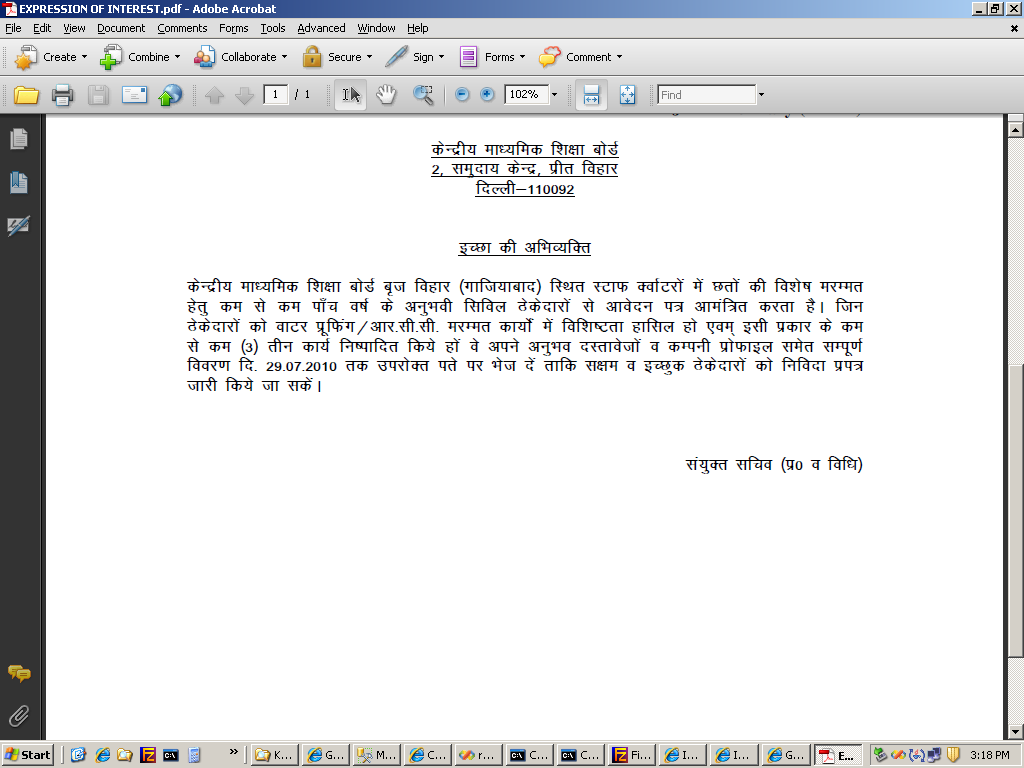 EXPRESSION OF INTEREST.pdf - Adobe Acrobat
File Edit View Document Comments Forms Tools Advanced Window Help
Create Combine Collaborate Secure Sign Forms Comment
1 / 1 102% Find
केन्द्रीय माध्यमिक शिक्षा बोर्ड
2, समुदाय केन्द्र, प्रीत विहार
दिल्ली–110092
इच्छा की अभिव्यक्ति
केन्द्रीय माध्यमिक शिक्षा बोर्ड बृज विहार (गाजियाबाद) स्थित स्टाफ क्वांटरों में छतों की विशेष मरम्मत
हेतु कम से कम पाँच वर्ष के अनुभवी सिविल ठेकेदारों से आवेदन पत्र आमंत्रित करता है। जिन
ठेकेदारों को वाटर प्रूफिंग/आर.सी.सी. मरम्मत कार्यो में विशिष्टता हासिल हो एवम् इसी प्रकार के कम
से कम (3) तीन कार्य निष्पादित किये हों वे अपने अनुभव दस्तावेजों व कम्पनी प्रोफाइल समेत सम्पूर्ण
विवरण दि. 29.07.2010 तक उपरोक्त पते पर भेज दें ताकि सक्षम व इच्छुक ठेकेदारों को निविदा प्रपत्र
जारी किये जा सकें।
संयुक्त सचिव (प्र0 व विधि)
Start K... G... M... C... r... C... C... Fi... I... I... G... E... 3:18 PM